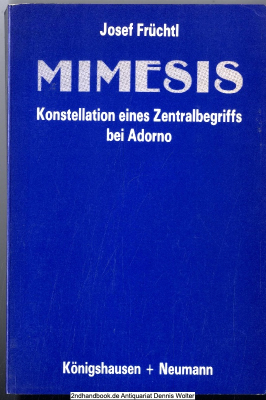 Josef Früchtl
MIMESIS
Konstellation eines Zentralbegriffs
bei Adorno
Königshausen + Neumann
2ndhandbook.de Antiquariat Dennis Wolter